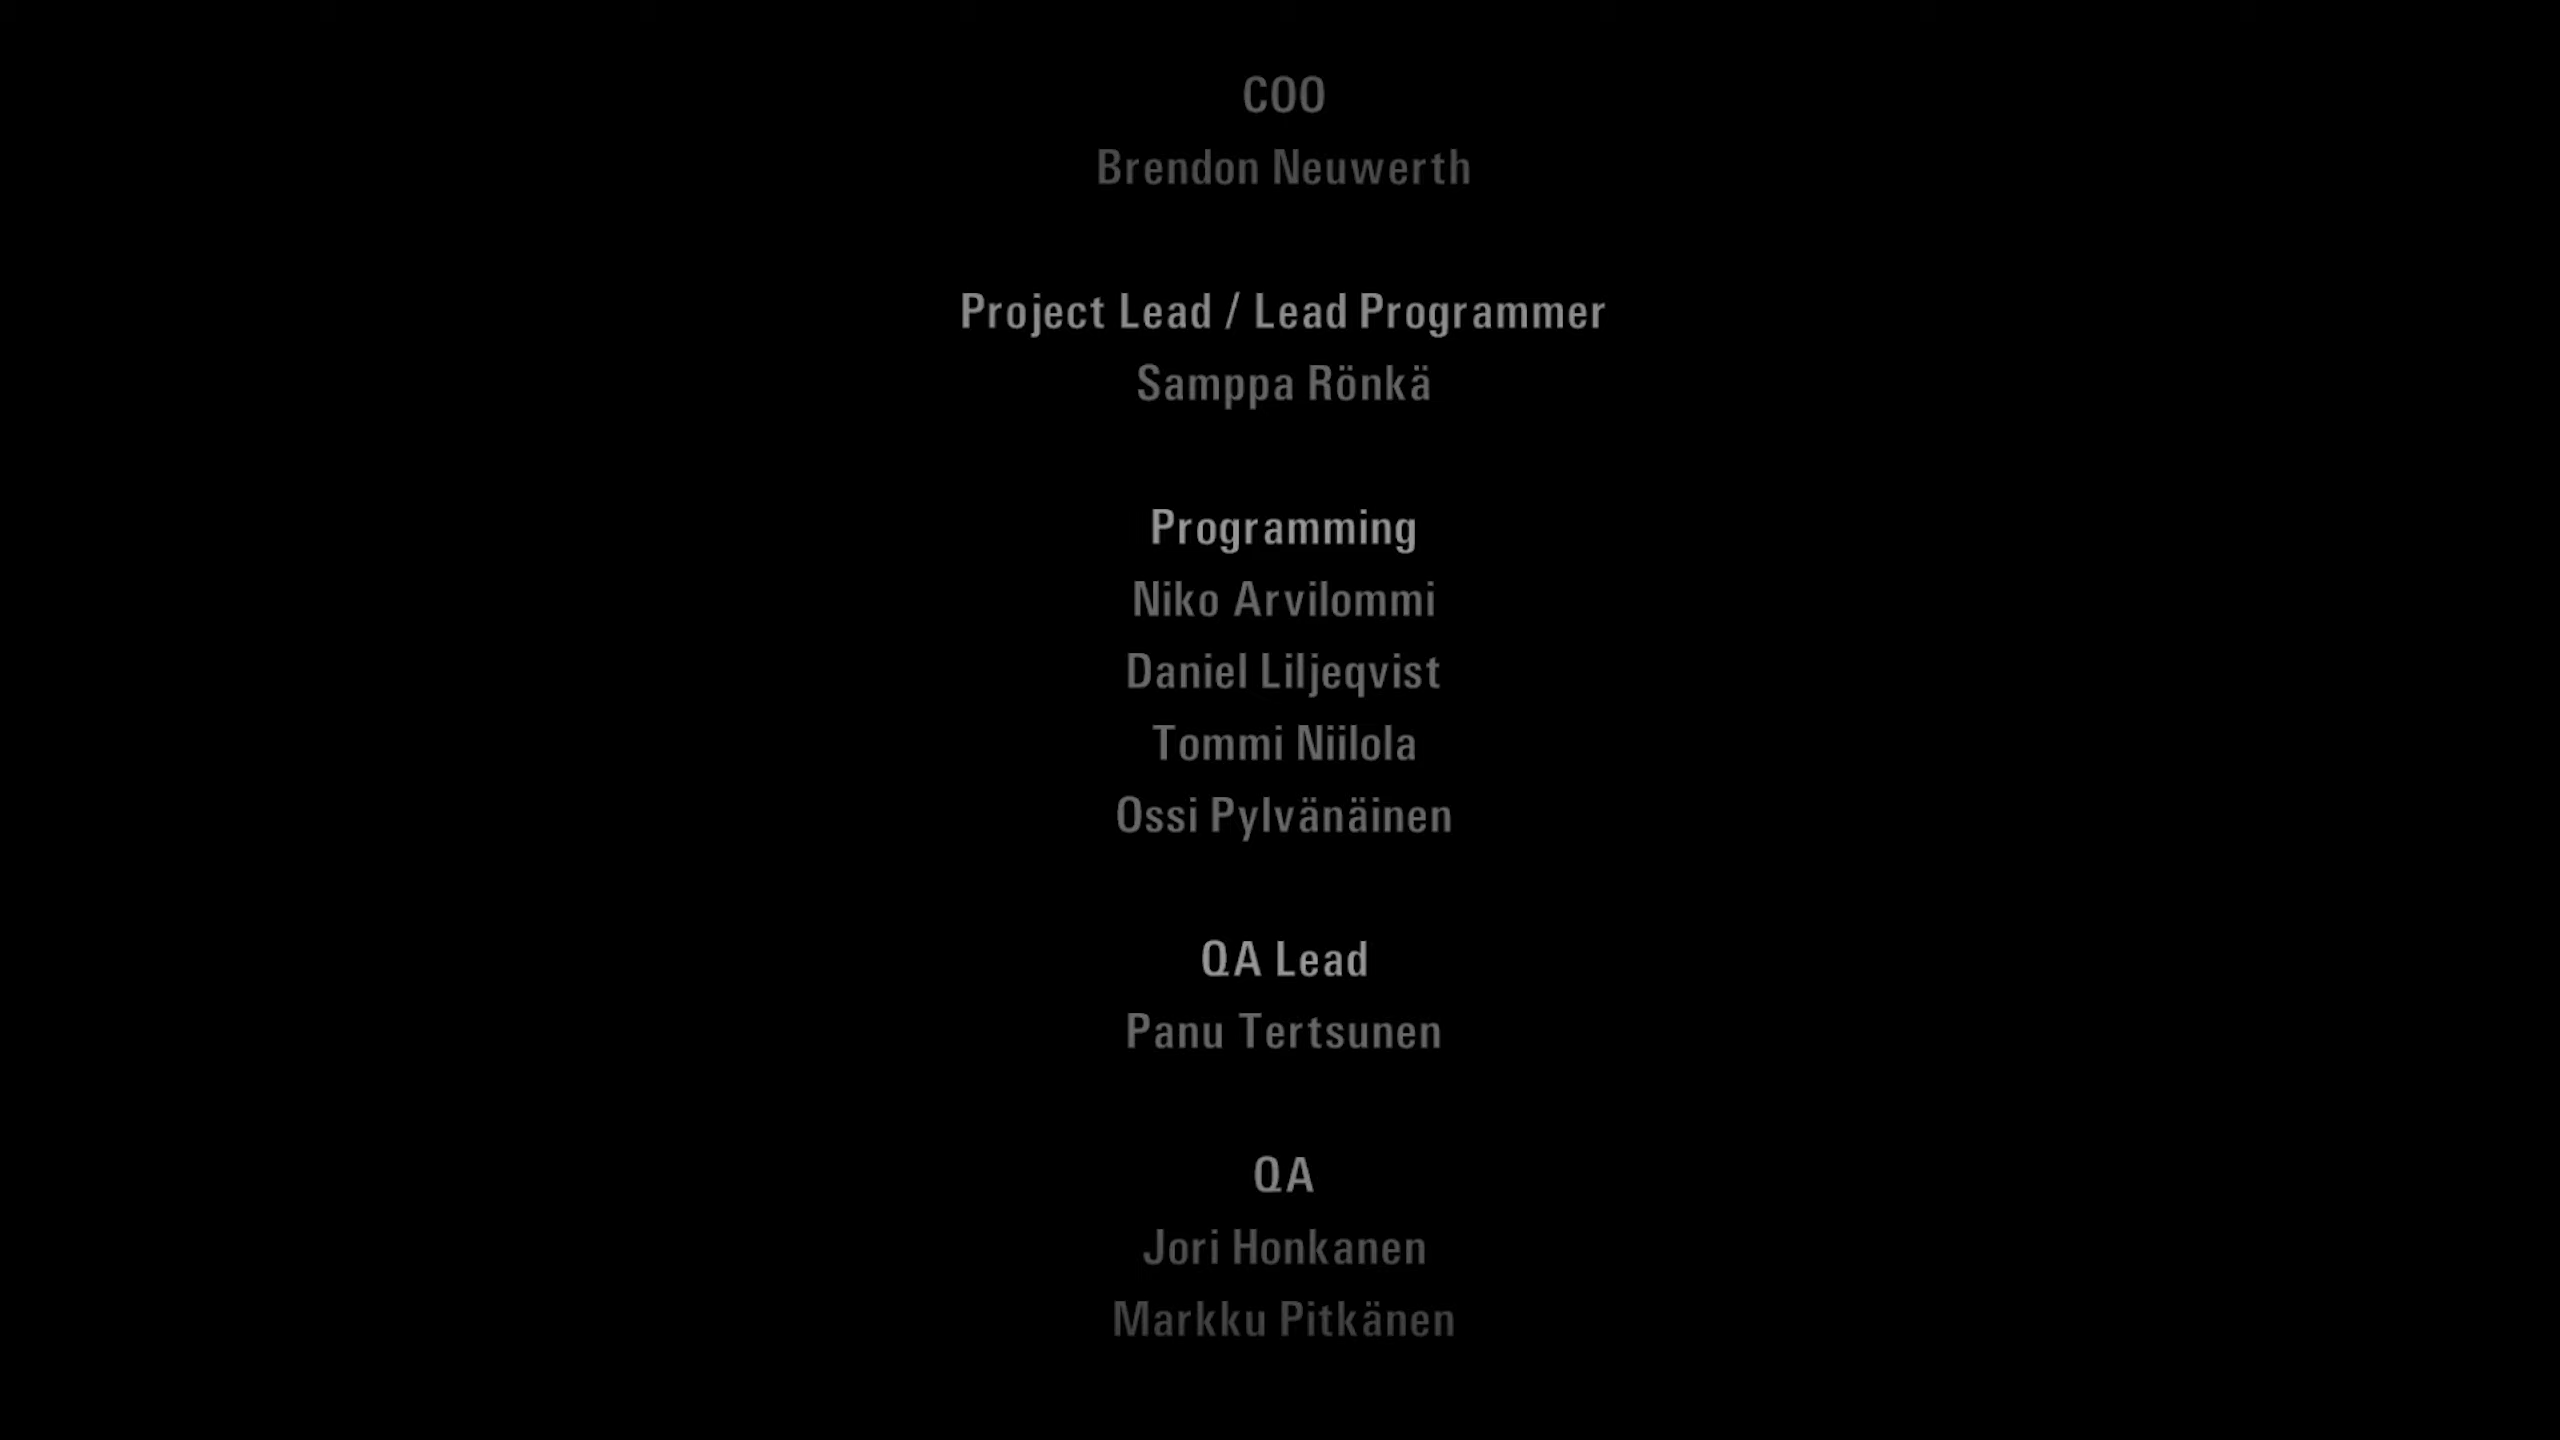 COO
Brendon Neuwerth
Project Lead / Lead Programmer
Samppa Rönkä
Programming
Niko Arvilommi
Daniel Liljeqvist
Tommi Niilola
Ossi Pylvänäinen
QA Lead
Panu Tertsunen
QA
Jori Honkanen
Markku Pitkänen